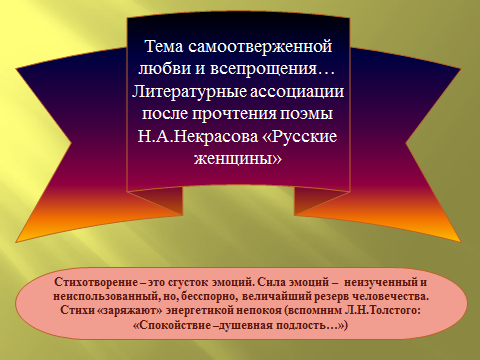 Тема самоотверженной
любви и всепрощения…
Литературные ассоциации
после прочтения поэмы
Н.А.Некрасова «Русские
женщины»
Стихотворение – это сгусток эмоций. Сила эмоций – неизученный и
неиспользованный, но, бесспорно, величайший резерв человечества.
Стихи «заряжают» энергетикой непокоя (вспомним Л.Н.Толстого:
«Спокойствие –душевная подлость…»)